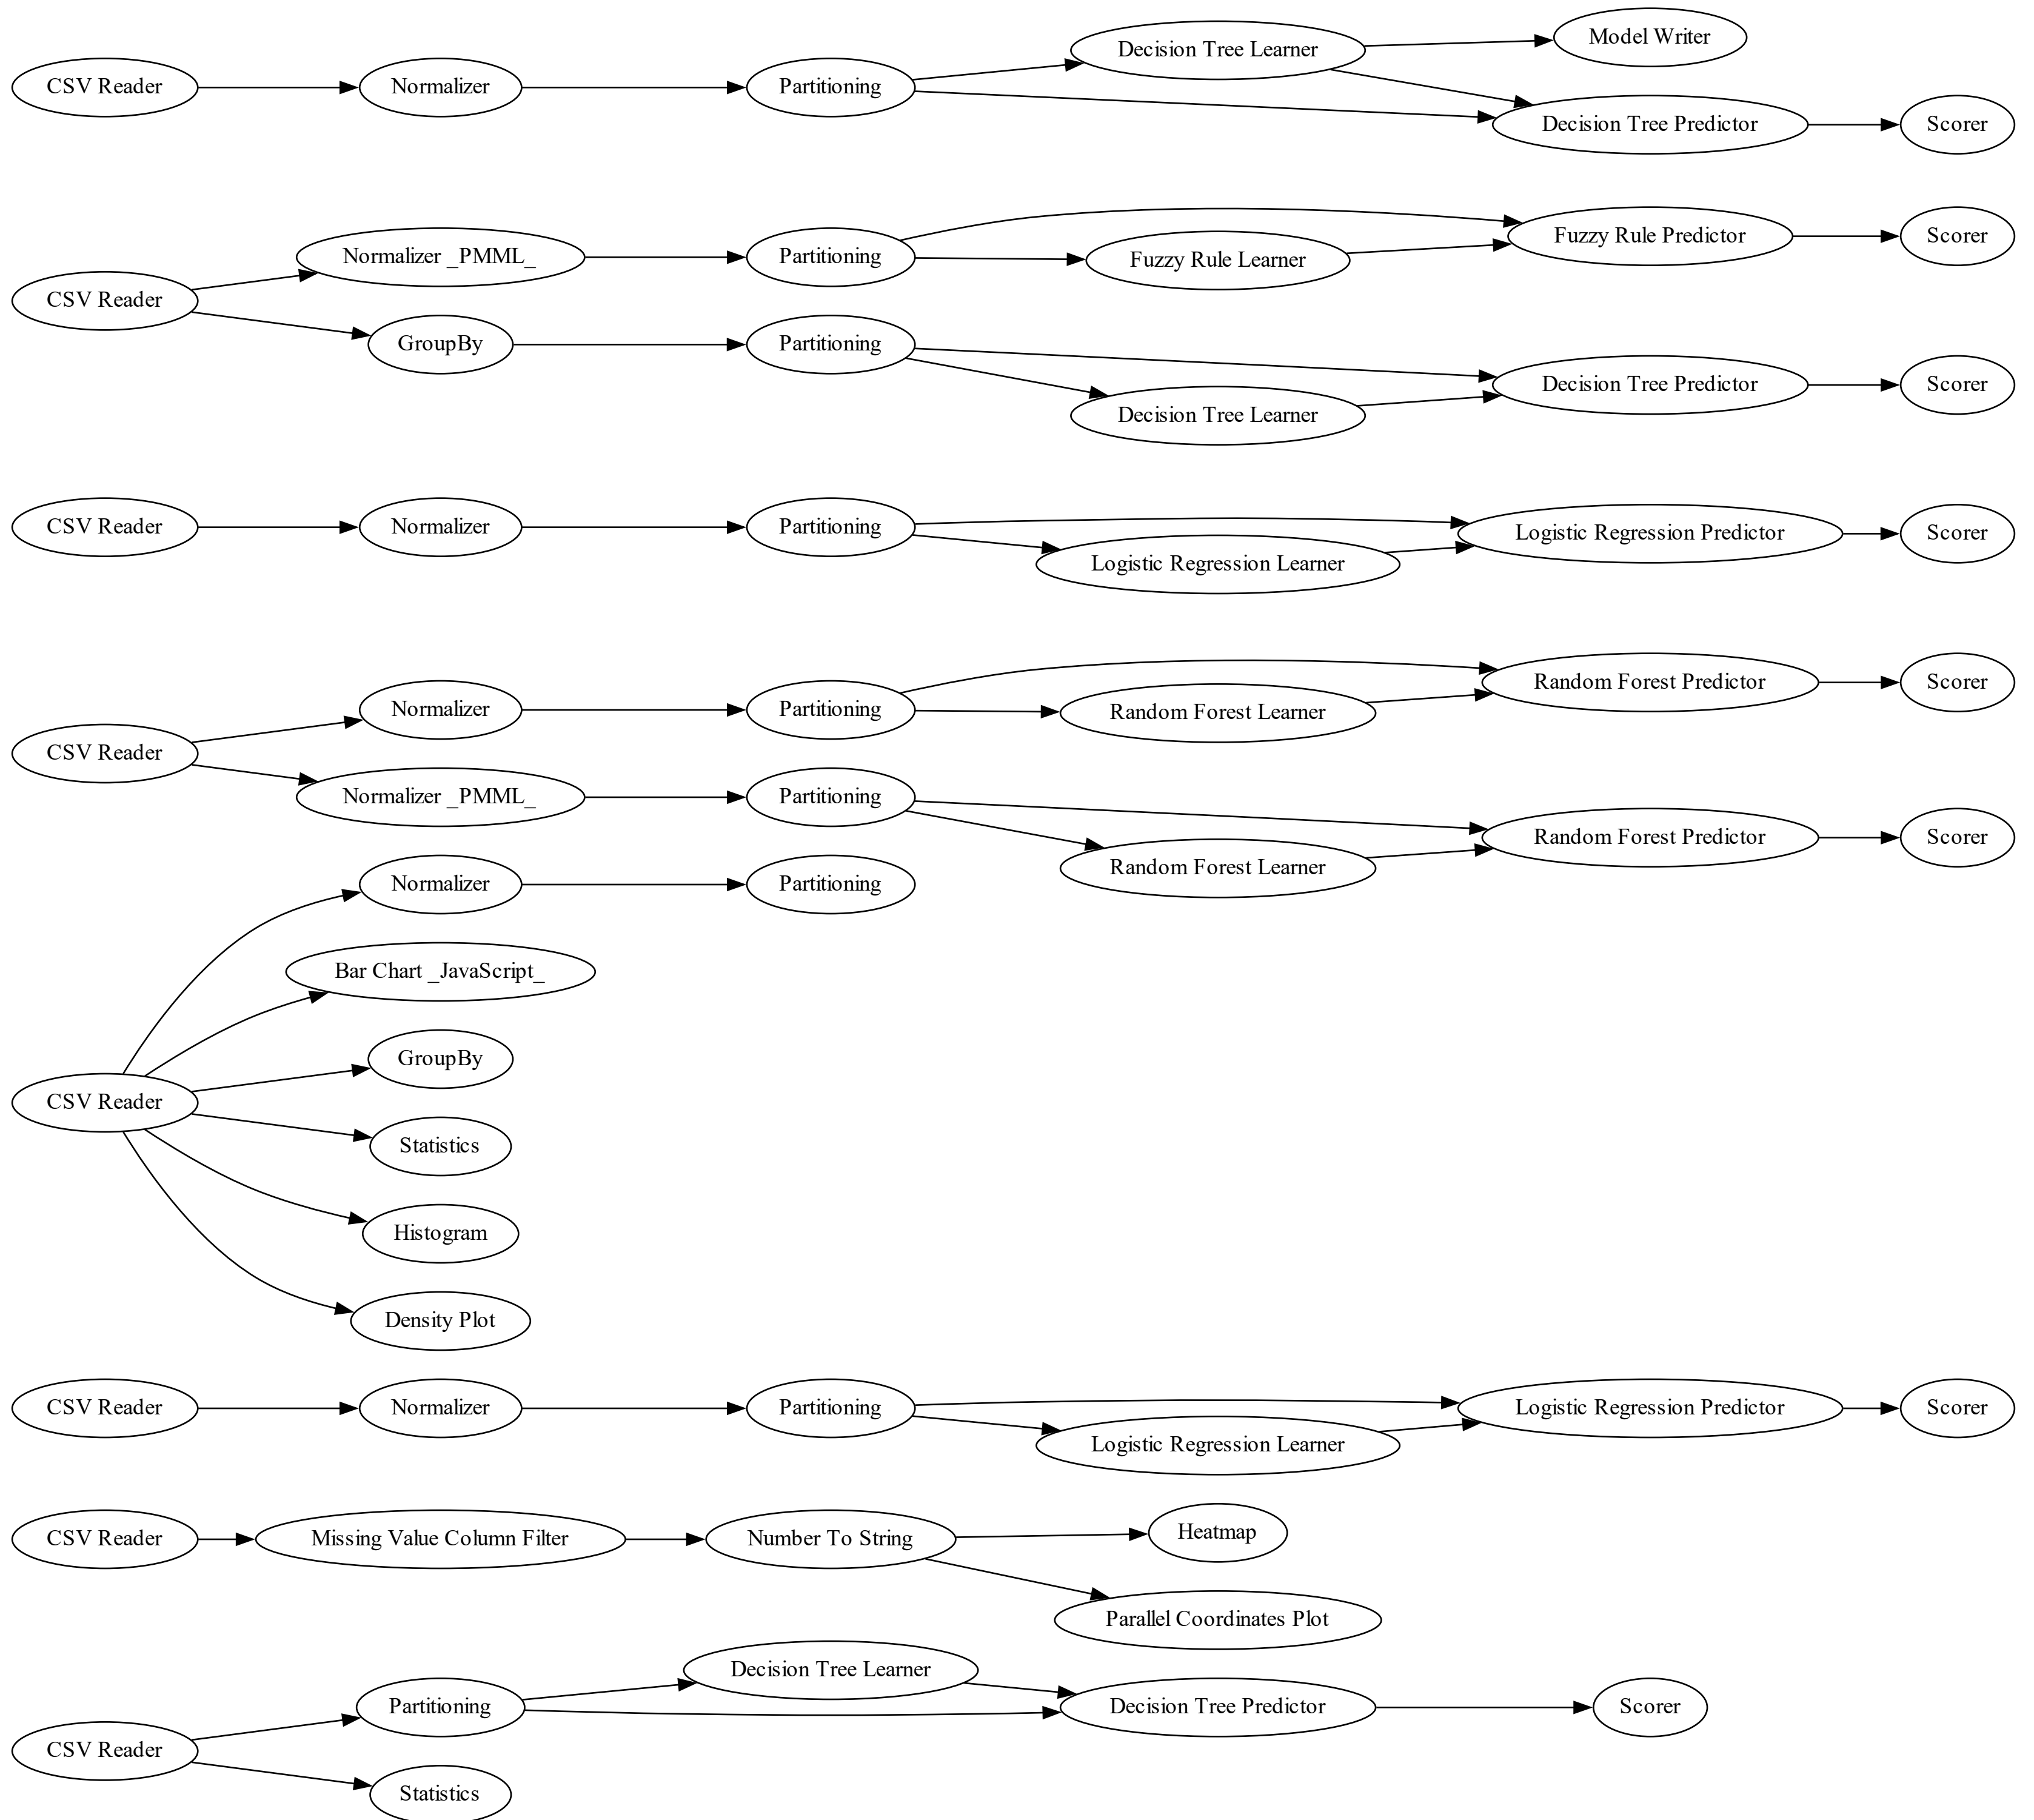 Model Writer
Decision Tree Learner
CSV Reader
Normalizer
Partitioning
Decision Tree Predictor
Scorer
CSV Reader
Normalizer _PMML_
Partitioning
Fuzzy Rule Learner
Fuzzy Rule Predictor
Scorer
GroupBy
Partitioning
Decision Tree Learner
Decision Tree Predictor
Scorer
CSV Reader
Normalizer
Partitioning
Logistic Regression Learner
Logistic Regression Predictor
Scorer
CSV Reader
Normalizer
Partitioning
Random Forest Learner
Random Forest Predictor
Scorer
Normalizer _PMML_
Partitioning
Random Forest Learner
Random Forest Predictor
Scorer
CSV Reader
Normalizer
Partitioning
Bar Chart _JavaScript_
GroupBy
Statistics
Histogram
Density Plot
CSV Reader
Normalizer
Partitioning
Logistic Regression Learner
Logistic Regression Predictor
Scorer
CSV Reader
Missing Value Column Filter
Number To String
Heatmap
Parallel Coordinates Plot
CSV Reader
Partitioning
Decision Tree Learner
Decision Tree Predictor
Scorer
Statistics